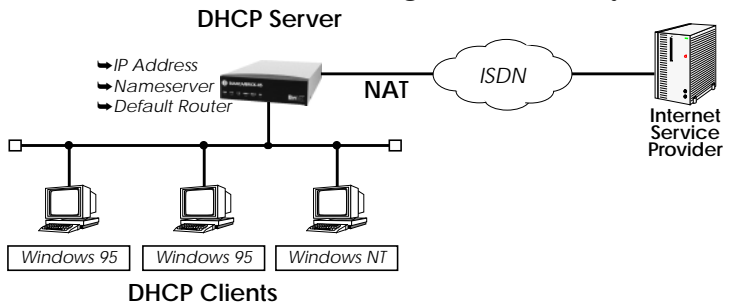 DHCP Server
IP Address
Nameserver
Default Router
NAT
ISDN
Internet
Service
Provider
Windows 95
Windows 95
Windows NT
DHCP Clients